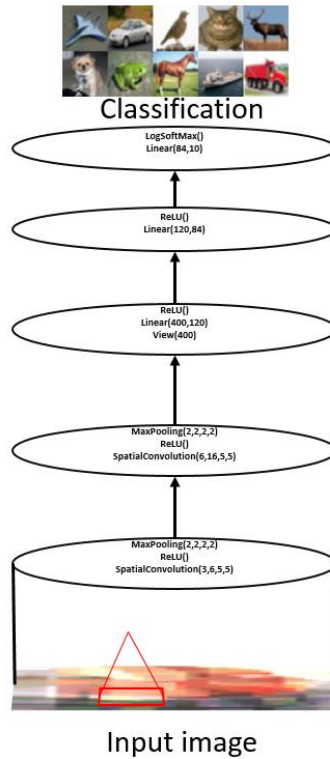 Classification
LogSoftMax()
Linear(84,10)
ReLU()
Linear(120,84)
ReLU()
Linear(400,120)
View(400)
MaxPooling(2,2,2,2)
ReLU()
SpatialConvolution(6,16,5,5)
MaxPooling(2,2,2,2)
ReLU()
SpatialConvolution(3,6,5,5)
Input image